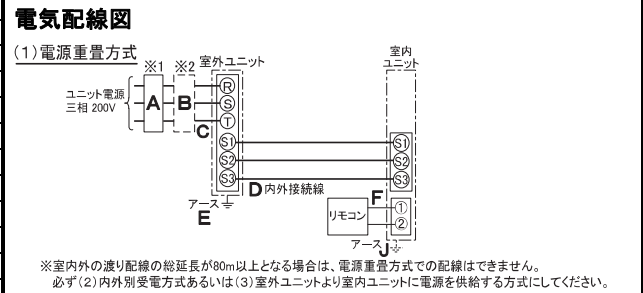 電気配線図
(1)電源重畳方式
※1 ※2 室外ユニット
室内
ユニット
ユニット電源
三相 200V
A
B
C
R
S
T
S1
S2
S3
S1
S2
S3
D 内外接続線
アース
E
F
リモコン
①
②
アース J
※室内外の渡り配線の総延長が80m以上となる場合は、電源重畳方式での配線はできません。
必ず(2)内外別受電方式あるいは(3)室外ユニットより室内ユニットに電源を供給する方式にしてください。